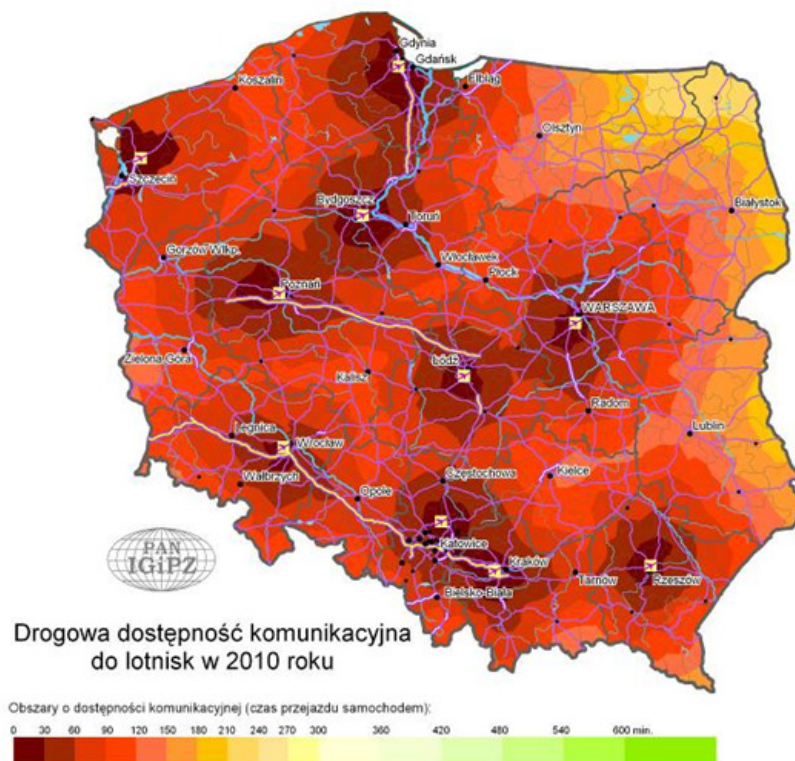 Gdynia
Gdańsk
Koszalin
Elbląg
Olsztyn
Szczecin
Bydgoszcz
Toruń
Białystok
Gorzów Wlkp.
Włocławek
Płock
Poznań
WARSZAWA
Zielona Góra
Kalisz
Łódź
Radom
Legnica
Wrocław
Lublin
Wałbrzych
Opole
Częstochowa
Kielce
Katowice
Kraków
Tarnów
Rzeszów
Bielsko-Biała
PAN
IGiPZ
Drogowa dostępność komunikacyjna
do lotnisk w 2010 roku
Obszary o dostępności komunikacyjnej (czas przejazdu samochodem):
0 30 60 90 120 150 180 210 240 270 300 360 420 480 540 600 min.